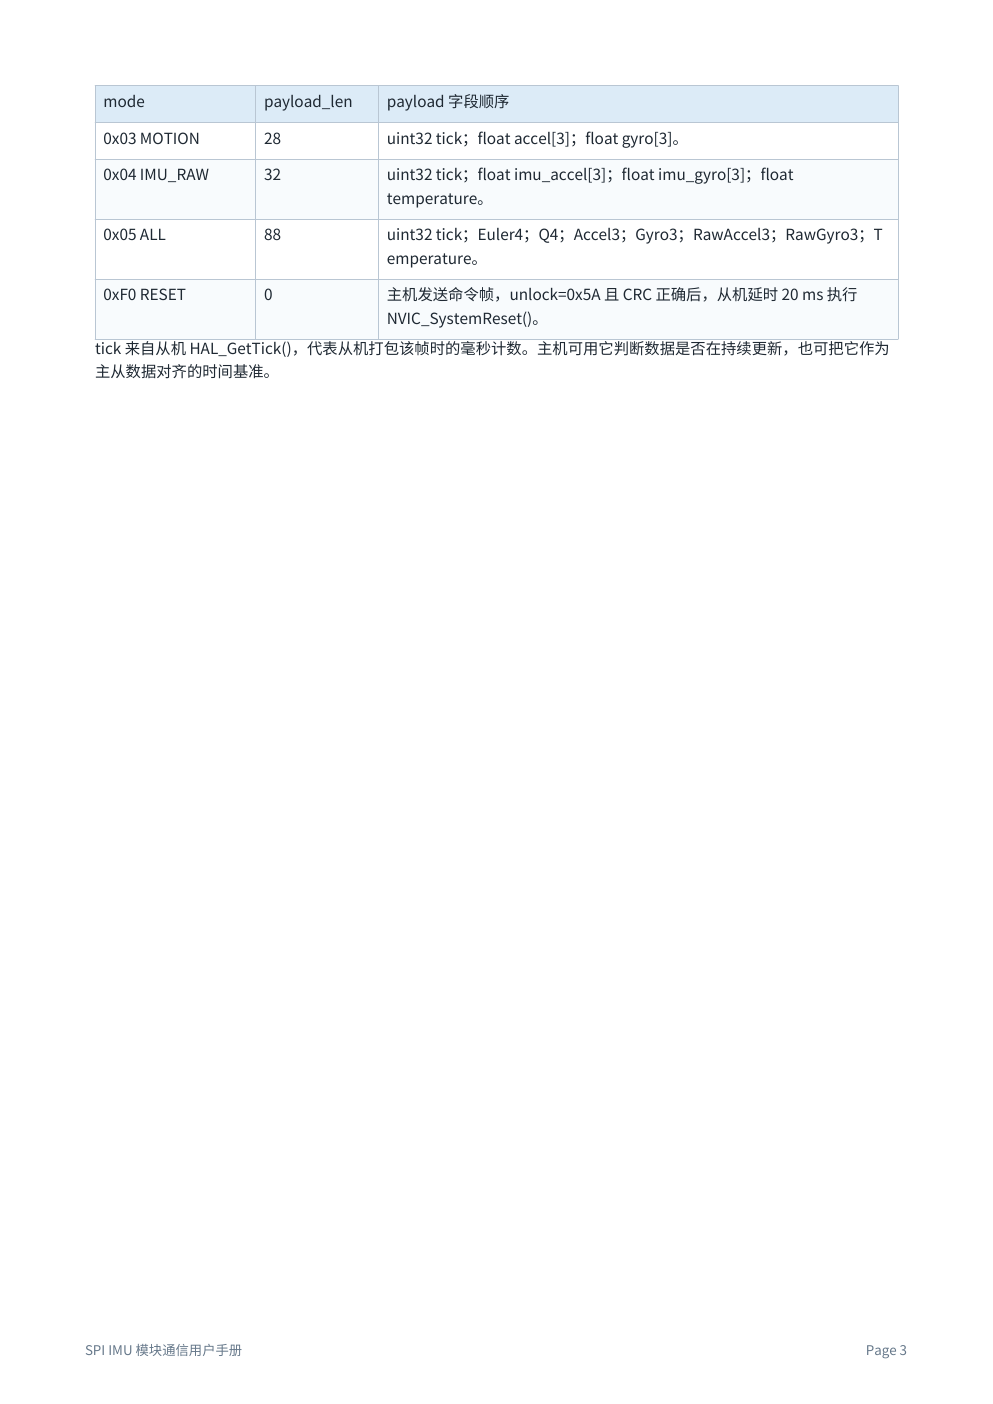 mode payload_len payload 字段顺序
0x03 MOTION 28 uint32 tick；float accel[3]；float gyro[3]。
0x04 IMU_RAW 32 uint32 tick；float imu_accel[3]；float imu_gyro[3]；float
temperature。
0x05 ALL 88 uint32 tick；Euler4；Q4；Accel3；Gyro3；RawAccel3；RawGyro3；T
emperature。
0xF0 RESET 0 主机发送命令帧，unlock=0x5A 且 CRC 正确后，从机延时 20 ms 执行
NVIC_SystemReset()。
tick 来自从机 HAL_GetTick()，代表从机打包该帧时的毫秒计数。主机可用它判断数据是否在持续更新，也可把它作为
主从数据对齐的时间基准。
SPI IMU 模块通信用户手册 Page 3